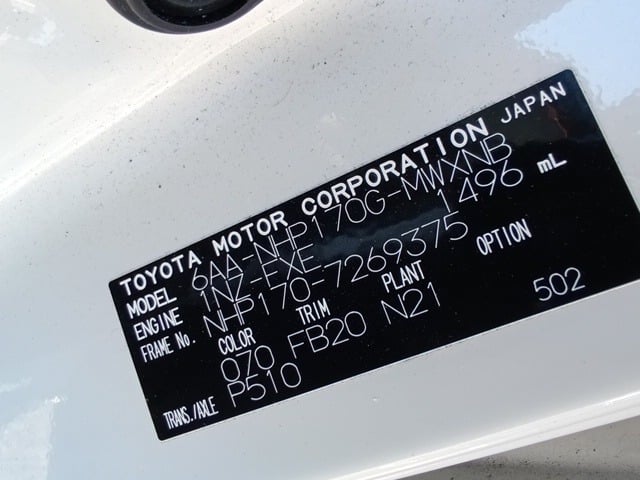 TOYOTA MOTOR CORPORATION JAPAN
MODEL 6AA-NHP170G-MWXNB
ENGINE 1NZ-FXE 1496 mL
FRAME No. NHP170-7269375
COLOR TRIM PLANT OPTION
070 FB20 N21 502
TRANS./AXLE P510